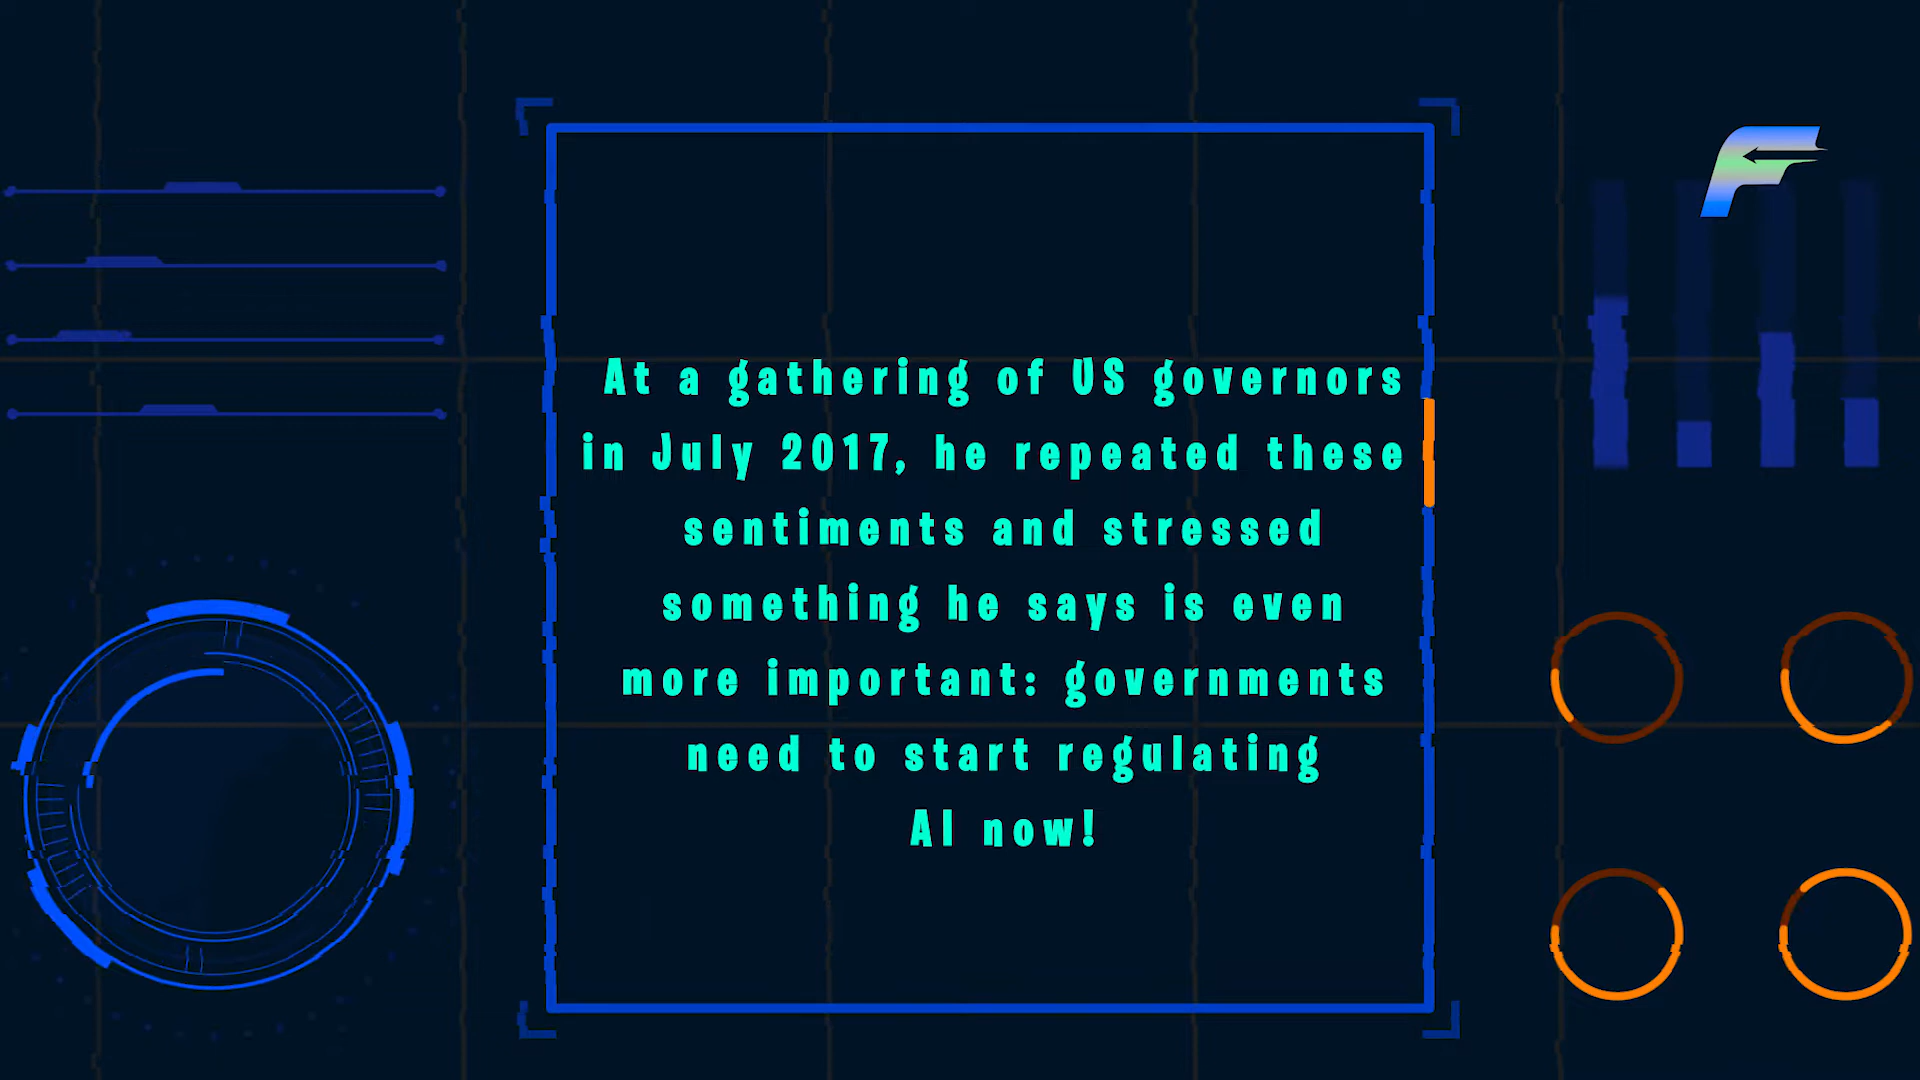 At a gathering of US governors
in July 2017, he repeated these
sentiments and stressed
something he says is even
more important: governments
need to start regulating
AI now!